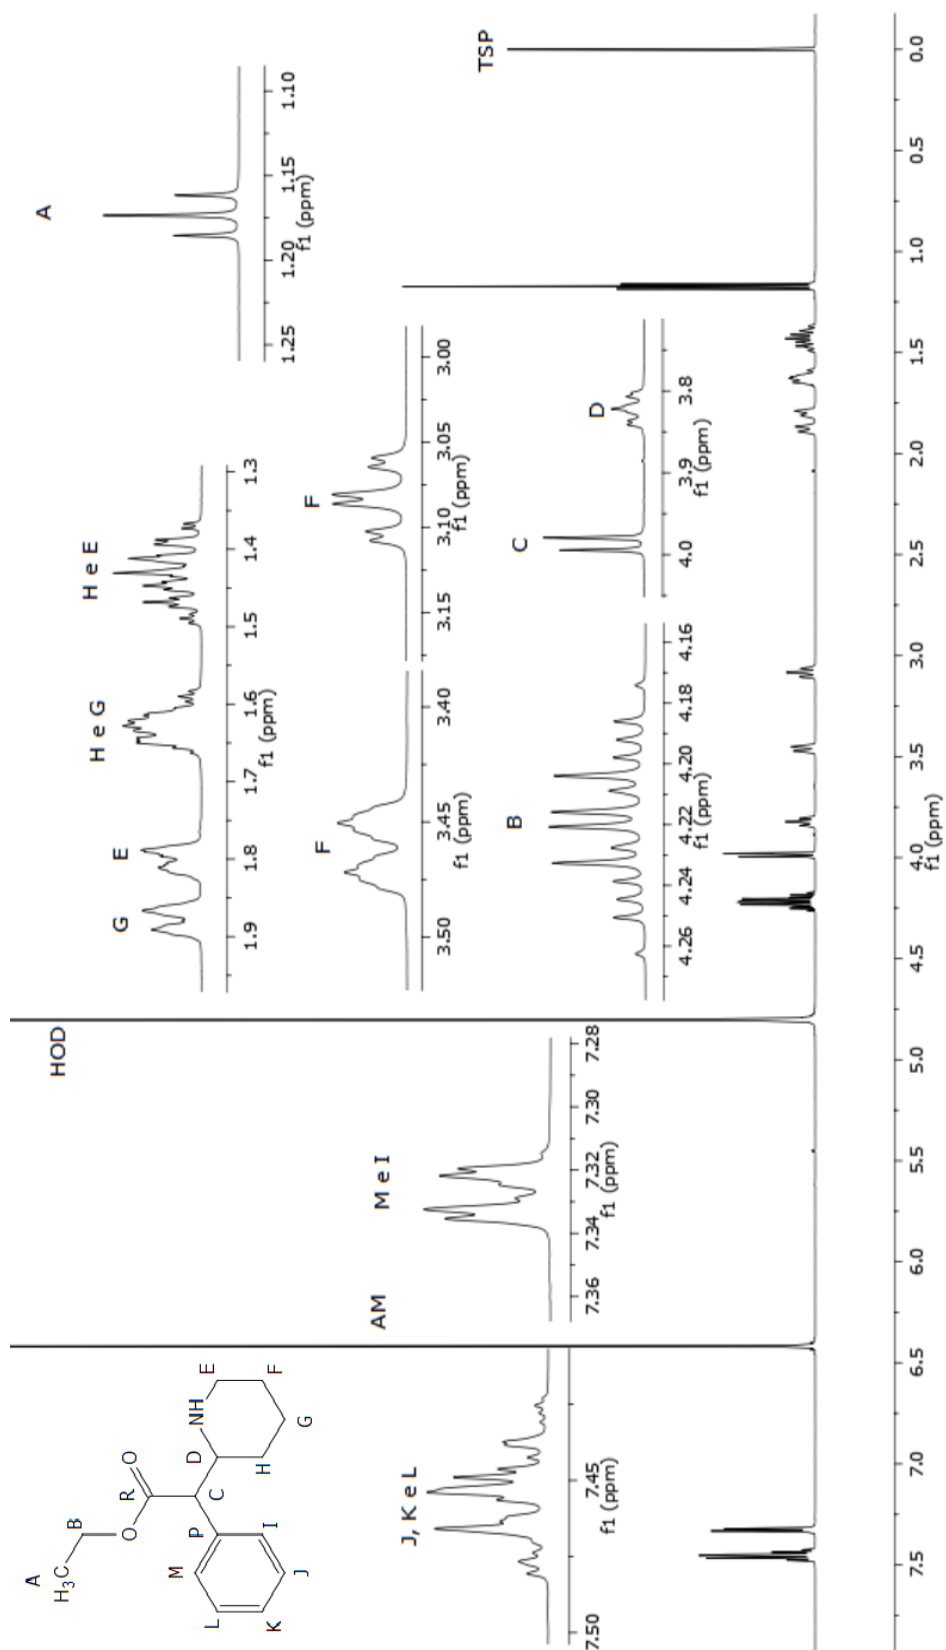 A
H₃C
B
R
O
O
D
NH
E
M
P
C
L
H
F
G
I
K
J
HOD
G E H e G H e E
1.9 1.8 1.7 1.6 1.5 1.4 1.3
f1 (ppm)
A
1.25 1.20 1.15 1.10
f1 (ppm)
F
3.50 3.45 3.40
f1 (ppm)
F
3.15 3.10 3.05 3.00
f1 (ppm)
AM
J, K e L
7.50 7.45
f1 (ppm)
M e I
7.36 7.34 7.32 7.30 7.28
f1 (ppm)
B
4.26 4.24 4.22 4.20 4.18 4.16
f1 (ppm)
C D
4.0 3.9 3.8
f1 (ppm)
TSP
7.5 7.0 6.5 6.0 5.5 5.0 4.5 4.0 3.5 3.0 2.5 2.0 1.5 1.0 0.5 0.0
f1 (ppm)